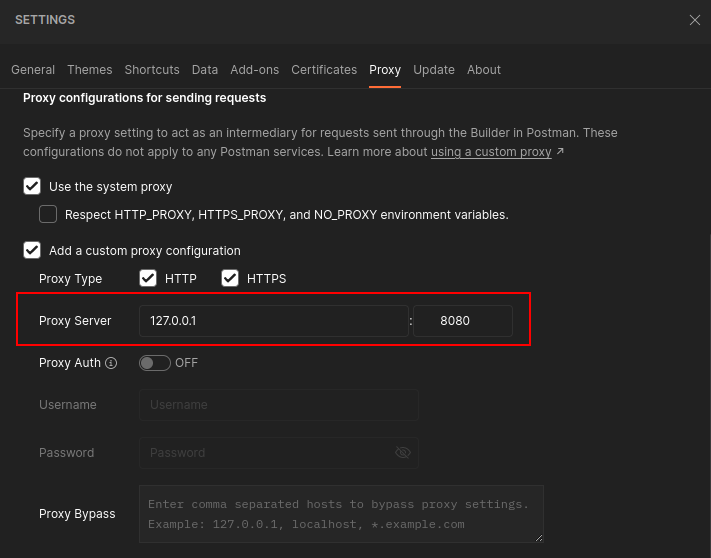 SETTINGS
General Themes Shortcuts Data Add-ons Certificates Proxy Update About
Proxy configurations for sending requests
Specify a proxy setting to act as an intermediary for requests sent through the Builder in Postman. These
configurations do not apply to any Postman services. Learn more about using a custom proxy ↗
Use the system proxy
Respect HTTP_PROXY, HTTPS_PROXY, and NO_PROXY environment variables.
Add a custom proxy configuration
Proxy Type HTTP HTTPS
Proxy Server 127.0.0.1 : 8080
Proxy Auth OFF
Username Username
Password Password
Proxy Bypass
Enter comma separated hosts to bypass proxy settings.
Example: 127.0.0.1, localhost, *.example.com